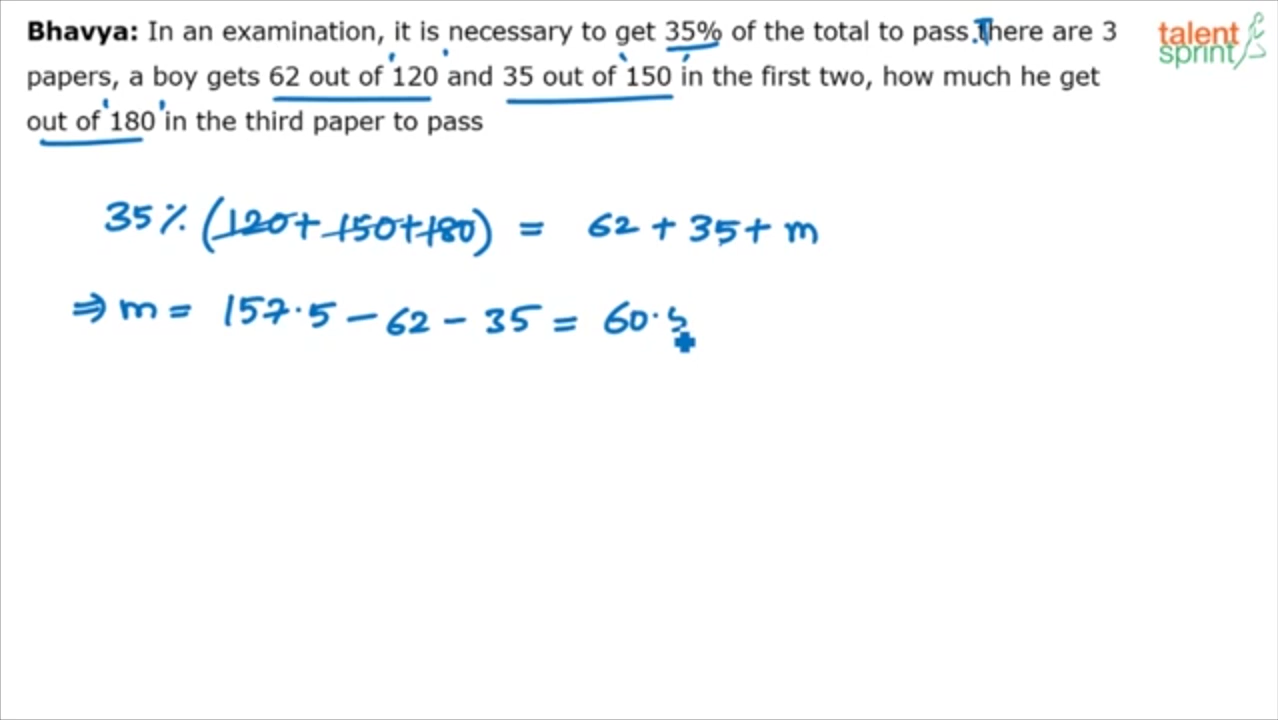 Bhavya: In an examination, it is necessary to get 35% of the total to pass.There are 3
papers, a boy gets 62 out of 120 and 35 out of 150 in the first two, how much he get
out of 180 in the third paper to pass
talent
sprint
35% (120+150+180) = 62 + 35 + m
⇒ m = 157.5 - 62 - 35 = 60.5